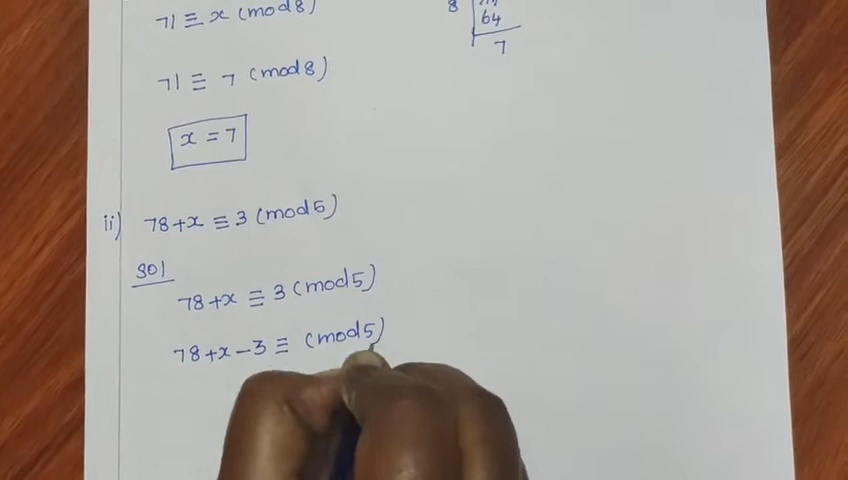 71 ≡ x (mod 8)
8
64
7
71 ≡ 7 (mod 8)
x = 7
ii) 78+x ≡ 3 (mod 5)
Sol
78+x ≡ 3 (mod 5)
78+x-3 ≡ (mod 5)